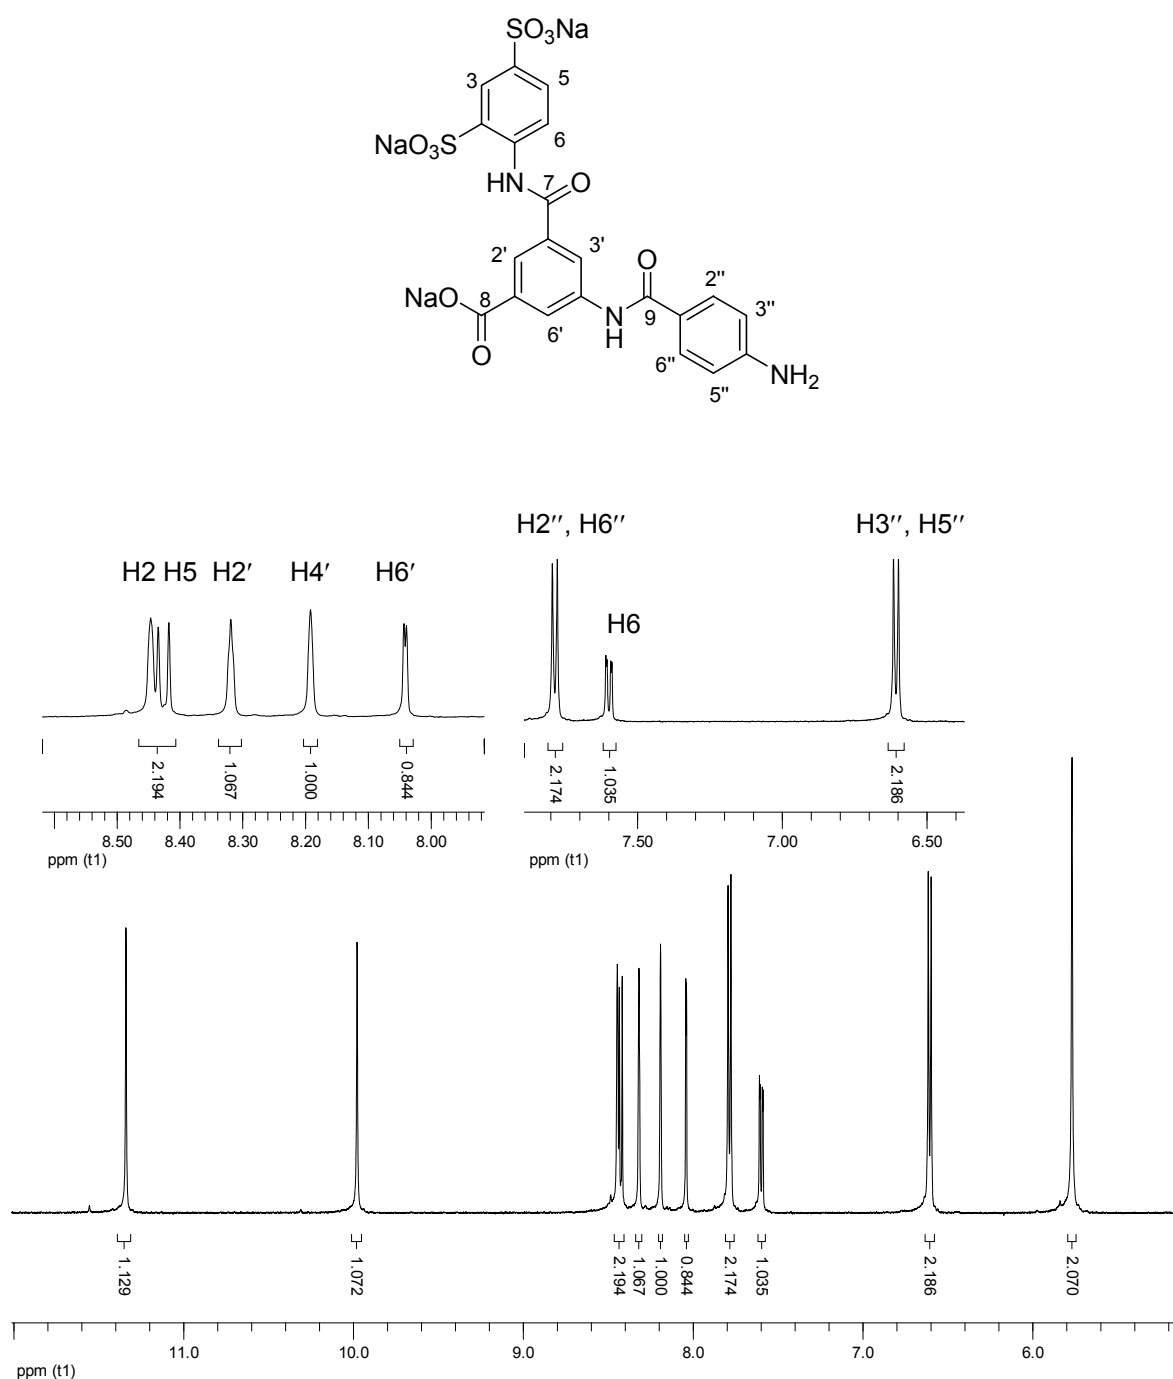 SO3Na
3
5
NaO3S
6
HN
7
O
2'
3'
O
NaO
8
2"
3"
6'
N
H
9
O
6"
5"
NH2
H2″, H6″
H3″, H5″
H2 H5 H2′ H4′ H6′
H6
2.194
1.067
1.000
0.844
2.174
1.035
2.186
8.50 8.40 8.30 8.20 8.10 8.00
ppm (t1)
7.50 7.00 6.50
ppm (t1)
1.129
1.072
2.194
1.067
1.000
0.844
2.174
1.035
2.186
2.070
11.0 10.0 9.0 8.0 7.0 6.0
ppm (t1)